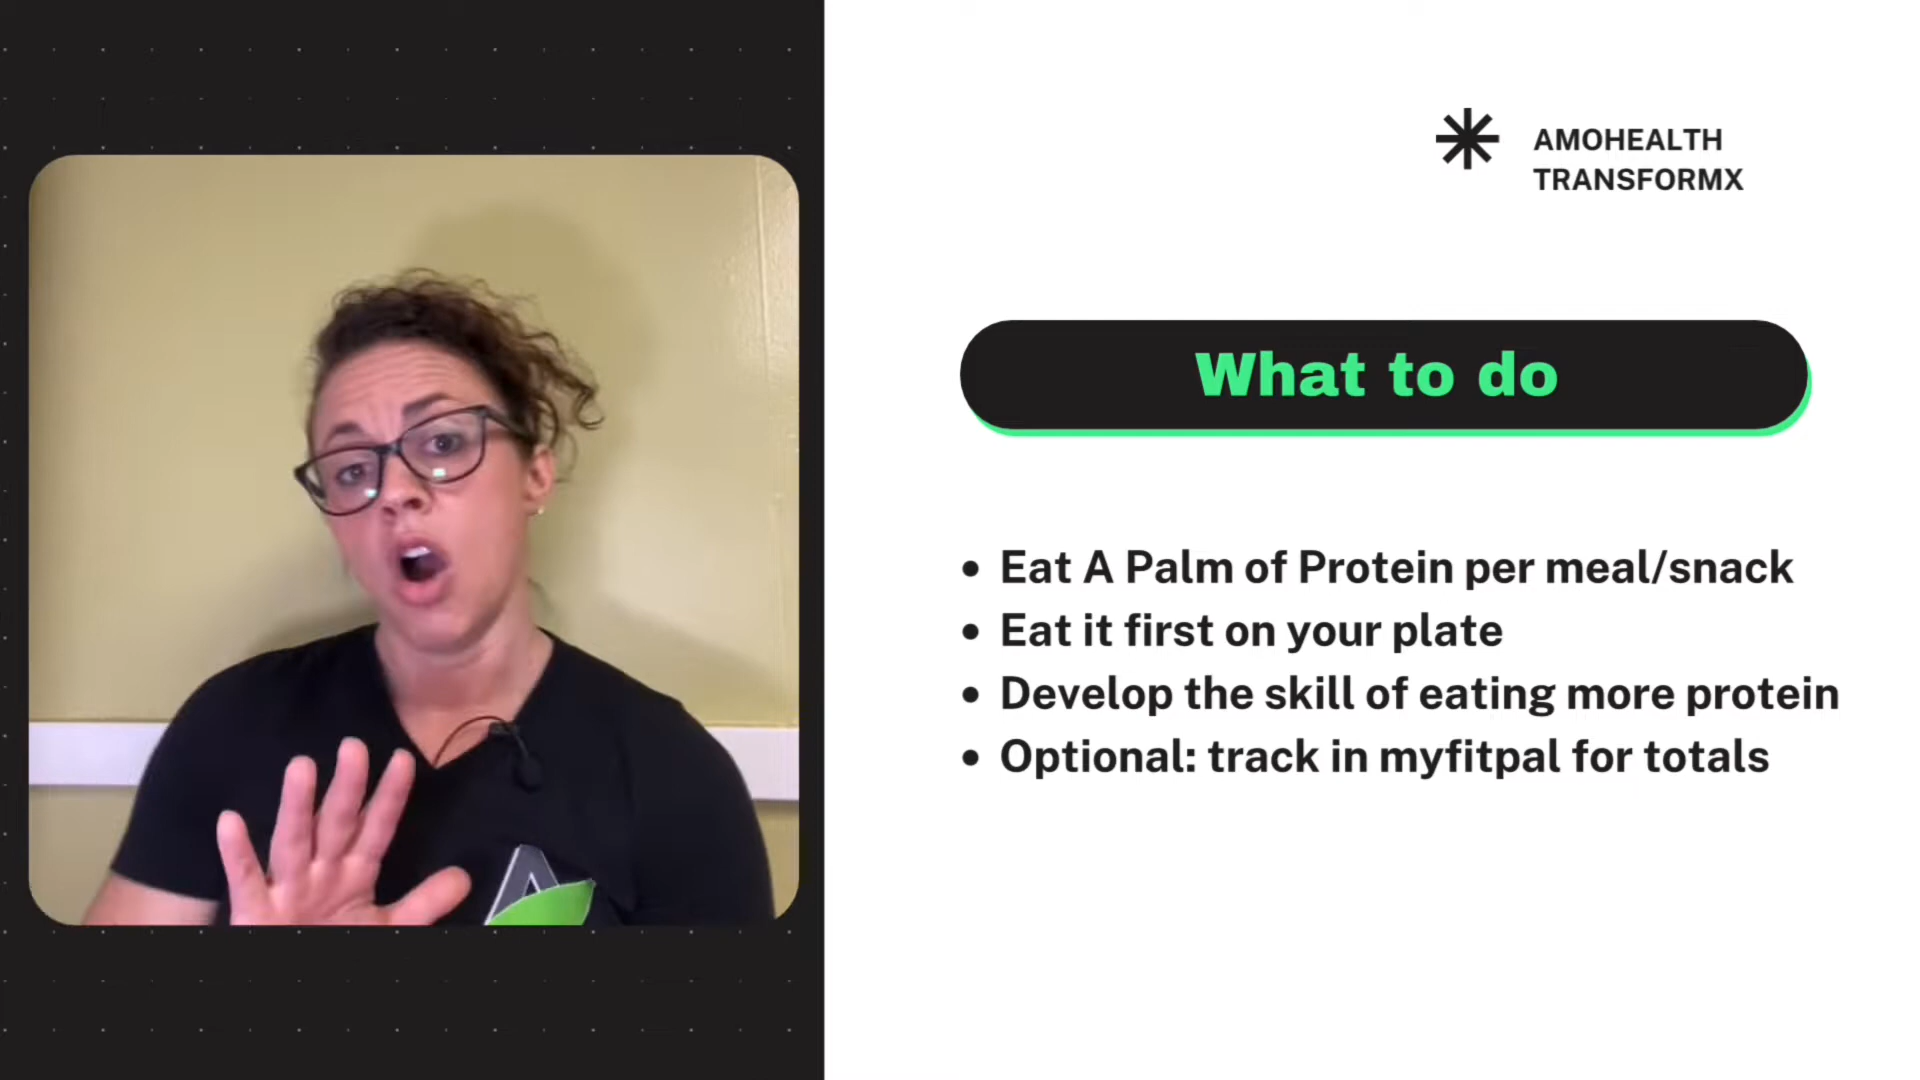 AMOHEALTH
TRANSFORMX
What to do
• Eat A Palm of Protein per meal/snack
• Eat it first on your plate
• Develop the skill of eating more protein
• Optional: track in myfitpal for totals
A